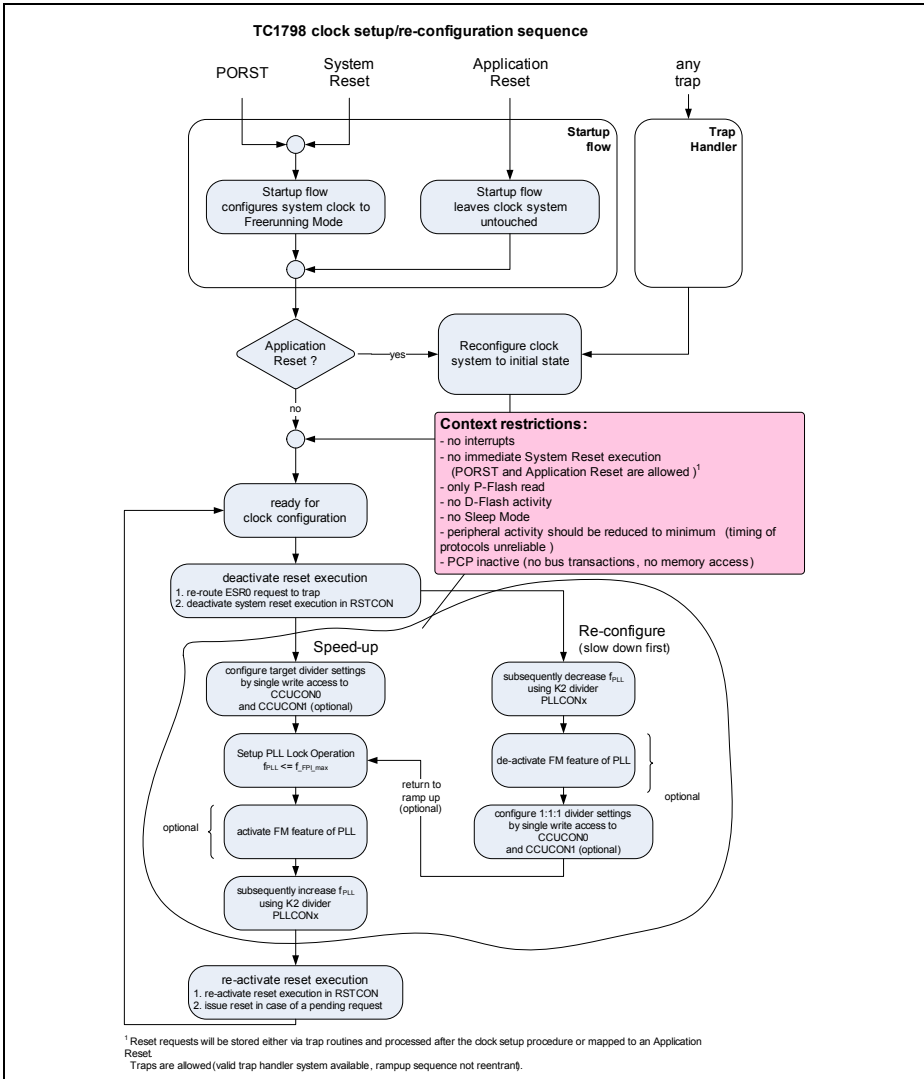 TC1798 clock setup/re-configuration sequence
PORST
System
Reset
Application
Reset
any
trap
Startup
flow
Trap
Handler
Startup flow
configures system clock to
Freerunning Mode
Startup flow
leaves clock system
untouched
Application
Reset ?
yes
Reconfigure clock
system to initial state
no
Context restrictions:
- no interrupts
- no immediate System Reset execution
(PORST and Application Reset are allowed )1
- only P-Flash read
- no D-Flash activity
- no Sleep Mode
- peripheral activity should be reduced to minimum (timing of
protocols unreliable )
- PCP inactive (no bus transactions , no memory access)
ready for
clock configuration
deactivate reset execution
1. re-route ESR0 request to trap
2. deactivate system reset execution in RSTCON
Speed-up
Re-configure
(slow down first)
configure target divider settings
by single write access to
CCUCON0
and CCUCON1 (optional)
subsequently decrease fPLL
using K2 divider
PLLCONx
Setup PLL Lock Operation
fPLL <= f_FPI_max
de-activate FM feature of PLL
return to
ramp up
(optional)
optional
optional
activate FM feature of PLL
configure 1:1:1 divider settings
by single write access to
CCUCON0
and CCUCON1 (optional)
subsequently increase fPLL
using K2 divider
PLLCONx
re-activate reset execution
1. re-activate reset execution in RSTCON
2. issue reset in case of a pending request
1 Reset requests will be stored either via trap routines and processed after the clock setup procedure or mapped to an Application
Reset.
Traps are allowed (valid trap handler system available , rampup sequence not reentrant).